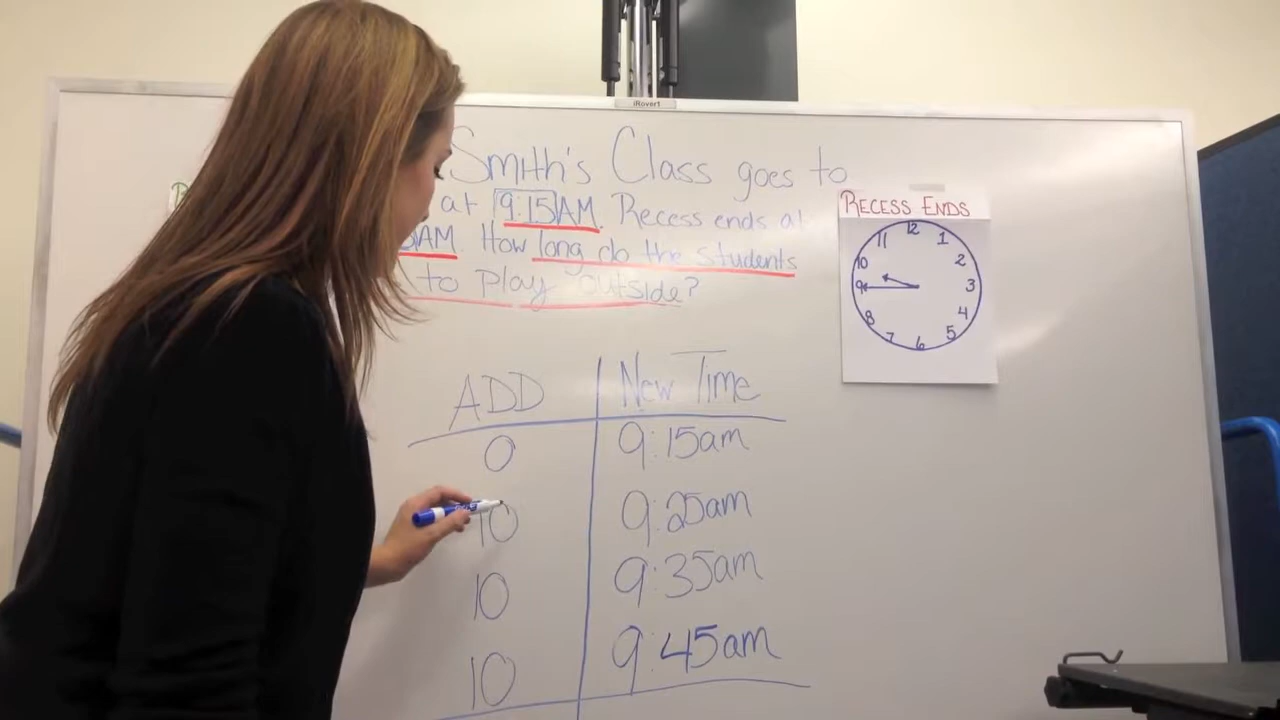 iRover1
Smith's Class goes to
at 9:15AM. Recess ends at
5AM. How long do the students
to play outside?
RECESS ENDS
12
11 1
10 2
9 3
8 4
7 5
6
ADD New Time
0 9:15am
10 9:25am
10 9:35am
10 9:45am